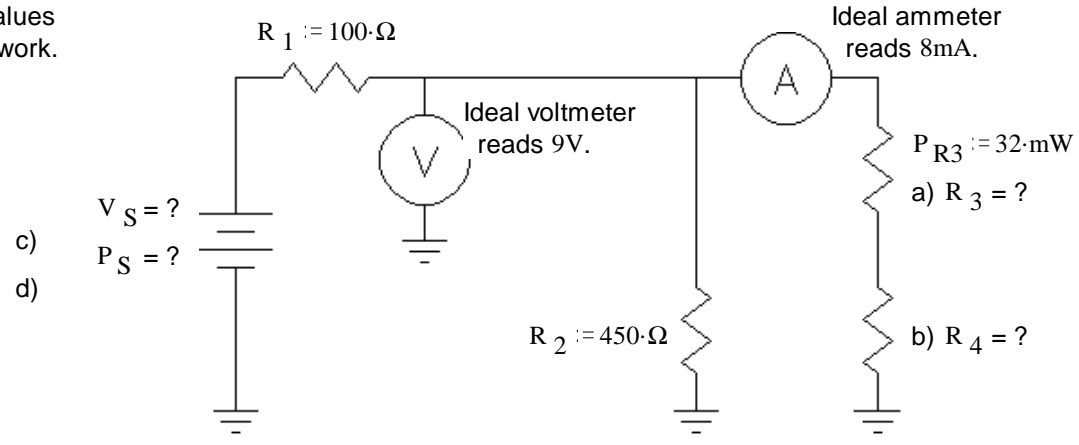 alues
work.
R 1 := 100·Ω
Ideal ammeter
reads 8mA.
A
Ideal voltmeter
reads 9V.
V
P R3 := 32·mW
a) R 3 = ?
V S = ?
c)
P S = ?
d)
R 2 := 450·Ω
b) R 4 = ?